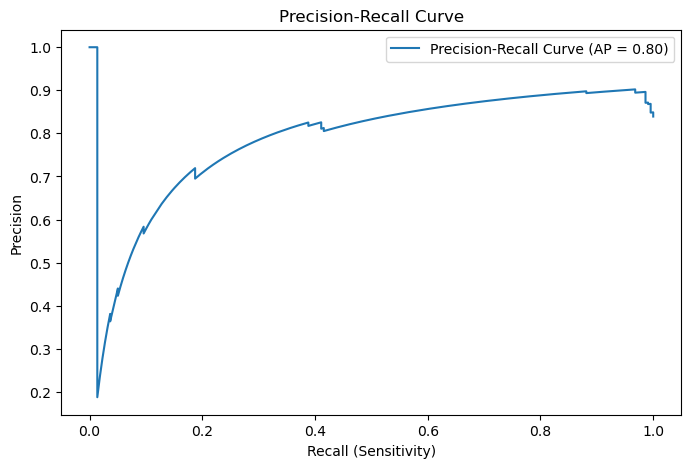 Precision-Recall Curve
Precision-Recall Curve (AP = 0.80)
1.0
0.9
0.8
0.7
0.6
0.5
0.4
0.3
0.2
Precision
0.0 0.2 0.4 0.6 0.8 1.0
Recall (Sensitivity)